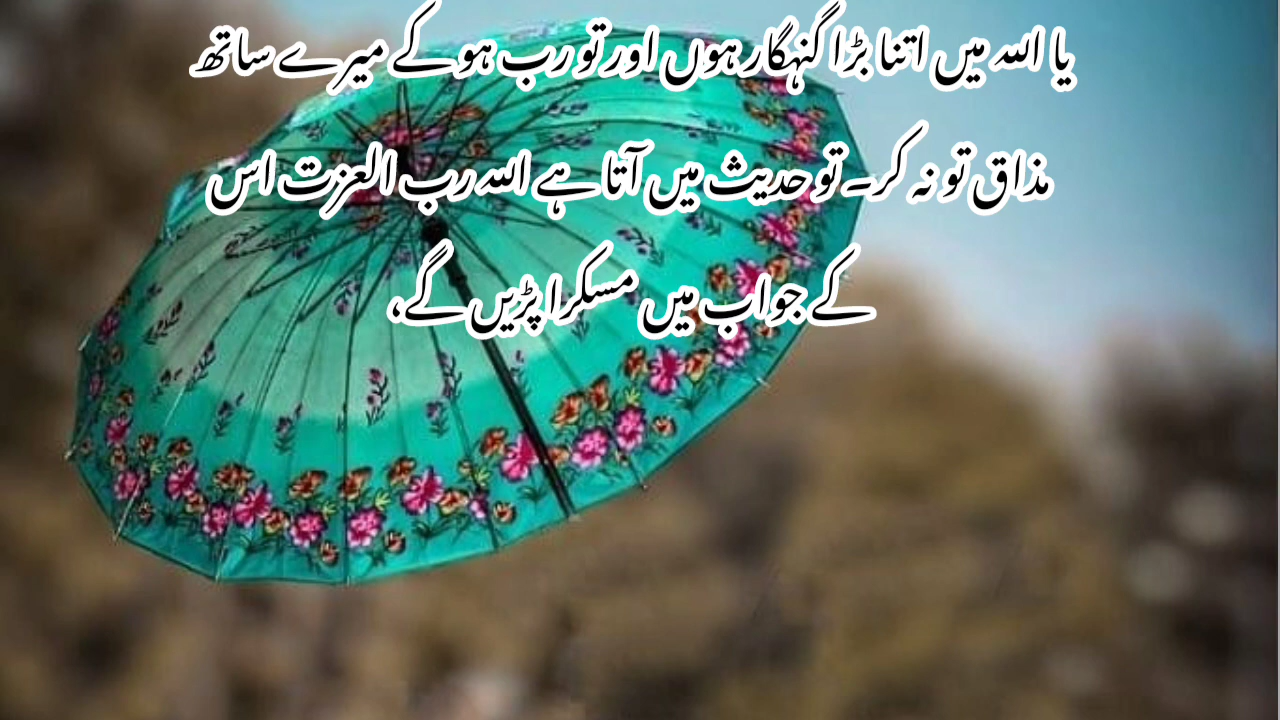 یا اللہ میں اتنا بڑا گنہگار ہوں اور تو رب ہو کے میرے ساتھ
مذاق تو نہ کر۔ تو حدیث میں آتا ہے اللہ رب العزت اس
کے جواب میں مسکرا پڑیں گے،